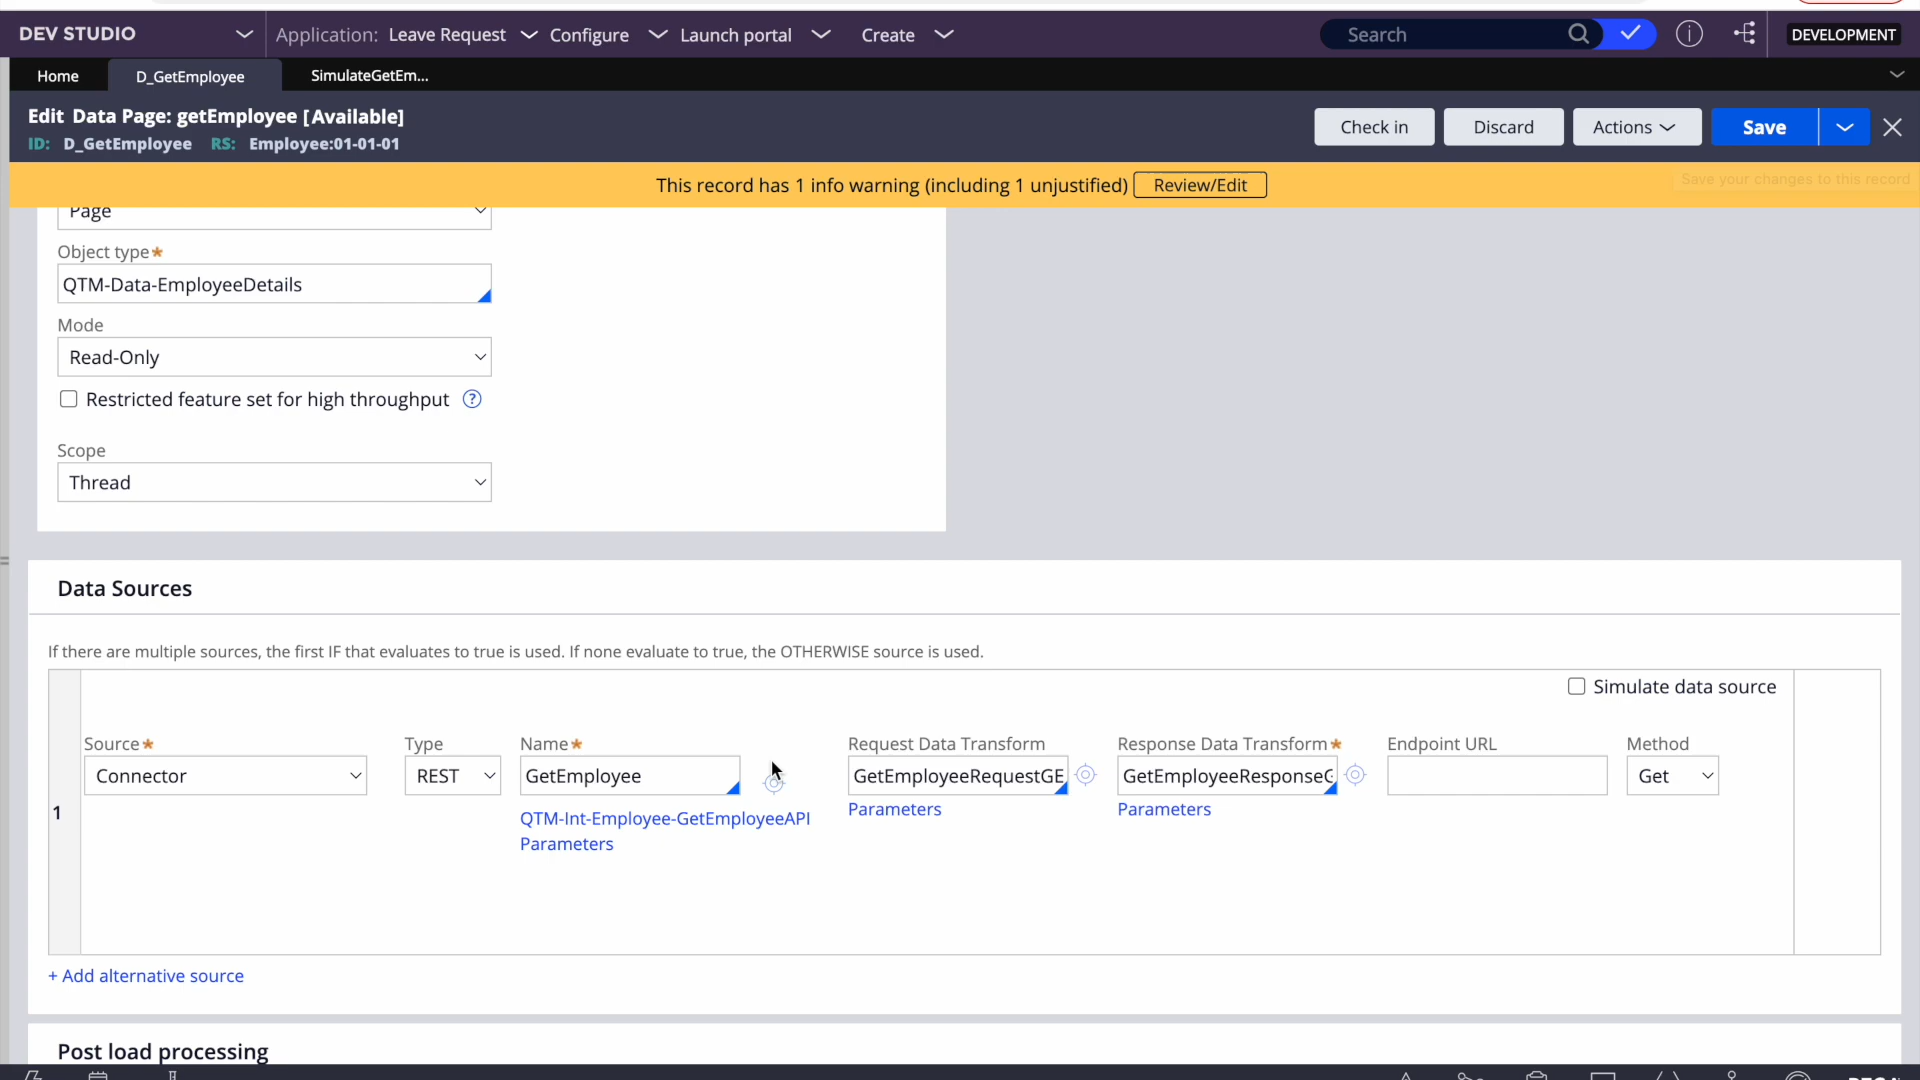 DEV STUDIO
Application: Leave Request
Configure
Launch portal
Create
Search
DEVELOPMENT
Home
D_GetEmployee
SimulateGetEm...
Edit Data Page: getEmployee [Available]
ID: D_GetEmployee RS: Employee:01-01-01
Check in
Discard
Actions
Save
This record has 1 info warning (including 1 unjustified)
Review/Edit
Save your changes to this record
Page
Object type*
QTM-Data-EmployeeDetails
Mode
Read-Only
Restricted feature set for high throughput
Scope
Thread
Data Sources
If there are multiple sources, the first IF that evaluates to true is used. If none evaluate to true, the OTHERWISE source is used.
Simulate data source
Source* Type Name* Request Data Transform Response Data Transform* Endpoint URL Method
Connector REST GetEmployee GetEmployeeRequestGE GetEmployeeResponseG Get
1
QTM-Int-Employee-GetEmployeeAPI
Parameters
Parameters
Parameters
+ Add alternative source
Post load processing